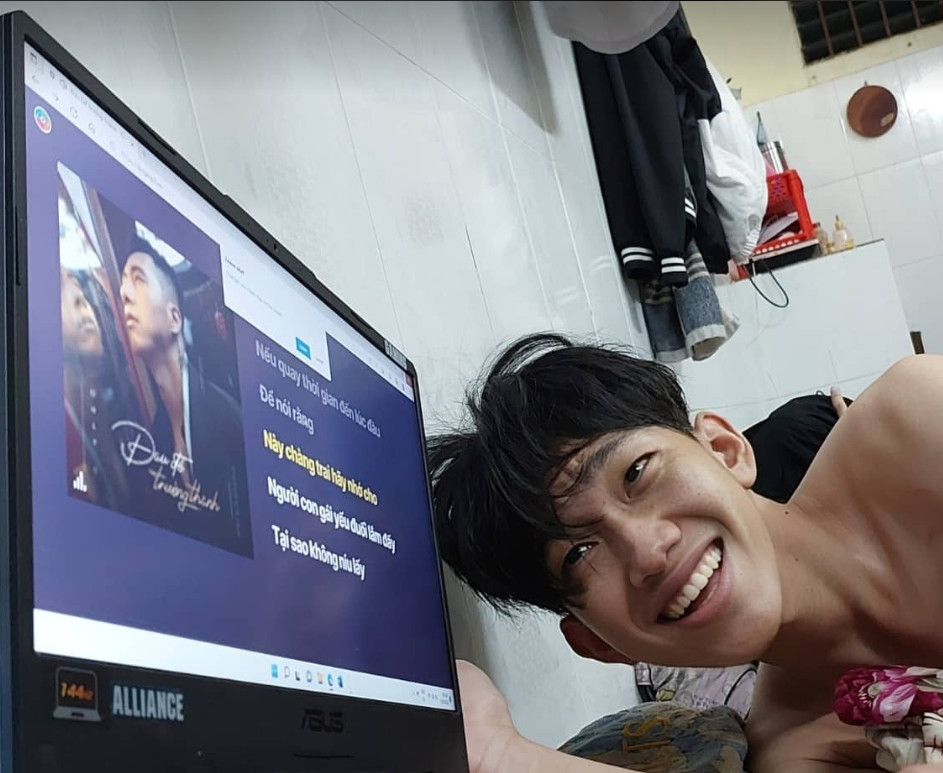 Nếu quay thời gian đến lúc đầu
Để nói rằng
Này chàng trai hãy nhớ cho
Người con gái yếu đuối lắm đấy
Tại sao không níu lấy
Đau để
trưởng thành
144Hz
ALLIANCE
ASUS